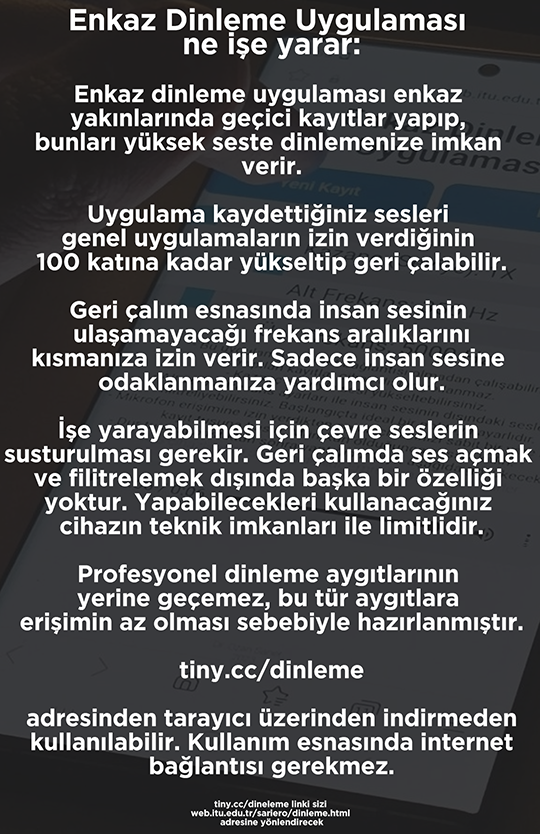 Enkaz Dinleme Uygulaması
ne işe yarar:
Enkaz dinleme uygulaması enkaz
yakınlarında geçici kayıtlar yapıp,
bunları yüksek seste dinlemenize imkan
verir.
Uygulama kaydettiğiniz sesleri
genel uygulamaların izin verdiğinin
100 katına kadar yükseltip geri çalabilir.
Geri çalım esnasında insan sesinin
ulaşamayacağı frekans aralıklarını
kısmanıza izin verir. Sadece insan sesine
odaklanmanıza yardımcı olur.
İşe yarayabilmesi için çevre seslerin
susturulması gerekir. Geri çalımda ses açmak
ve filitrelemek dışında başka bir özelliği
yoktur. Yapabilecekleri kullanacağınız
cihazın teknik imkanları ile limitlidir.
Profesyonel dinleme aygıtlarının
yerine geçemez, bu tür aygıtlara
erişimin az olması sebebiyle hazırlanmıştır.
tiny.cc/dinleme
adresinden tarayıcı üzerinden indirmeden
kullanılabilir. Kullanım esnasında internet
bağlantısı gerekmez.
tiny.cc/dineleme linki sizi
web.itu.edu.tr/sariero/dinleme.html
adresine yönlendirecek